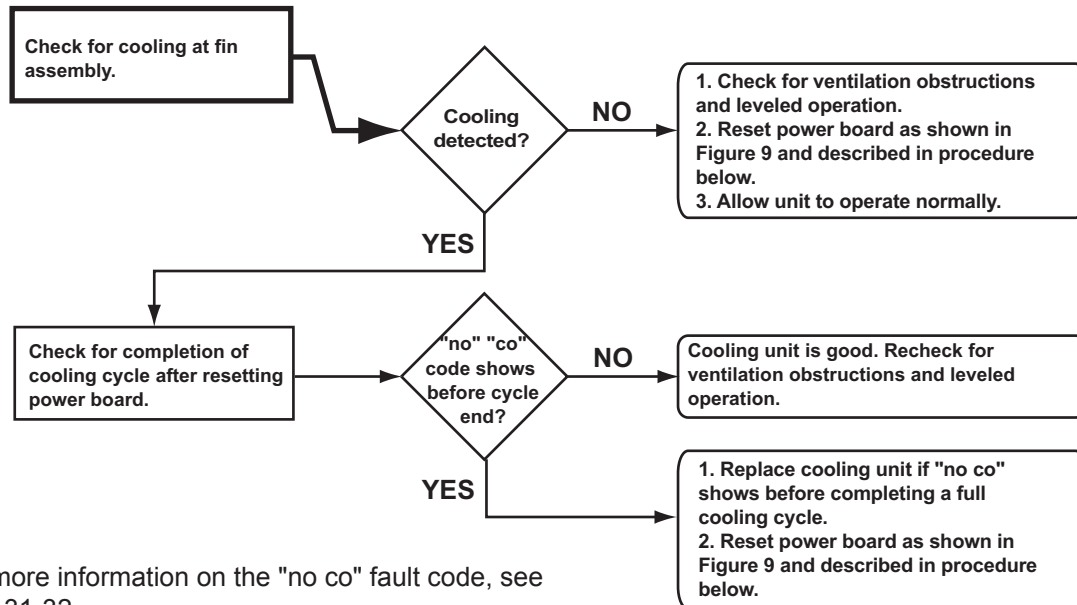 Check for cooling at fin
assembly.
Cooling
detected?
NO
1. Check for ventilation obstructions
and leveled operation.
2. Reset power board as shown in
Figure 9 and described in procedure
below.
3. Allow unit to operate normally.
YES
Check for completion of
cooling cycle after resetting
power board.
"no" "co"
code shows
before cycle
end?
NO
Cooling unit is good. Recheck for
ventilation obstructions and leveled
operation.
YES
1. Replace cooling unit if "no co"
shows before completing a full
cooling cycle.
2. Reset power board as shown in
Figure 9 and described in procedure
below.
more information on the "no co" fault code, see